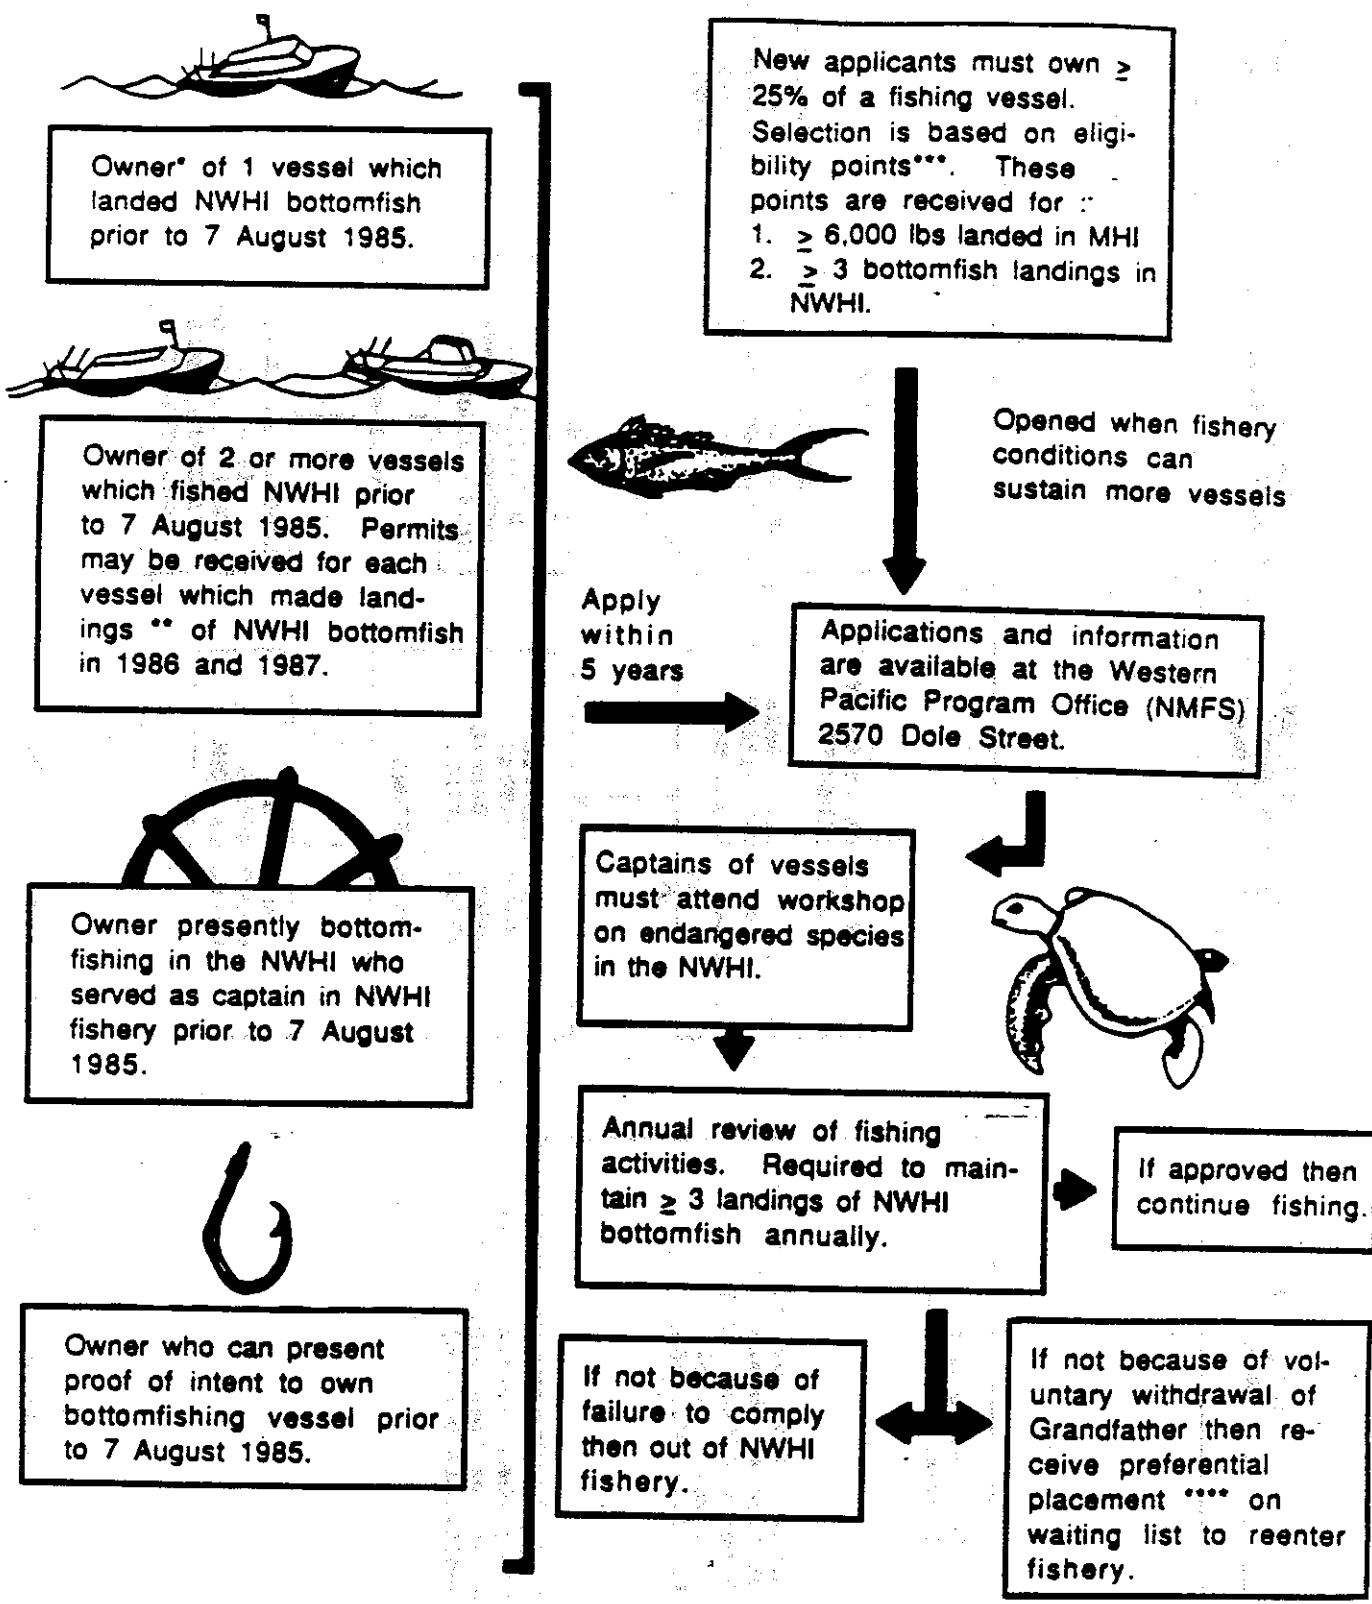 Owner* of 1 vessel which
landed NWHI bottomfish
prior to 7 August 1985.
Owner of 2 or more vessels
which fished NWHI prior
to 7 August 1985. Permits
may be received for each
vessel which made land-
ings ** of NWHI bottomfish
in 1986 and 1987.
Owner presently bottom-
fishing in the NWHI who
served as captain in NWHI
fishery prior to 7 August
1985.
Owner who can present
proof of intent to own
bottomfishing vessel prior
to 7 August 1985.
New applicants must own ≥
25% of a fishing vessel.
Selection is based on eligi-
bility points***. These
points are received for :
1. ≥ 6,000 lbs landed in MHI
2. ≥ 3 bottomfish landings in
NWHI.
Opened when fishery
conditions can
sustain more vessels
Apply
within
5 years
Applications and information
are available at the Western
Pacific Program Office (NMFS)
2570 Dole Street.
Captains of vessels
must attend workshop
on endangered species
in the NWHI.
Annual review of fishing
activities. Required to main-
tain ≥ 3 landings of NWHI
bottomfish annually.
If approved then
continue fishing.
If not because of
failure to comply
then out of NWHI
fishery.
If not because of vol-
untary withdrawal of
Grandfather then re-
ceive preferential
placement **** on
waiting list to reenter
fishery.